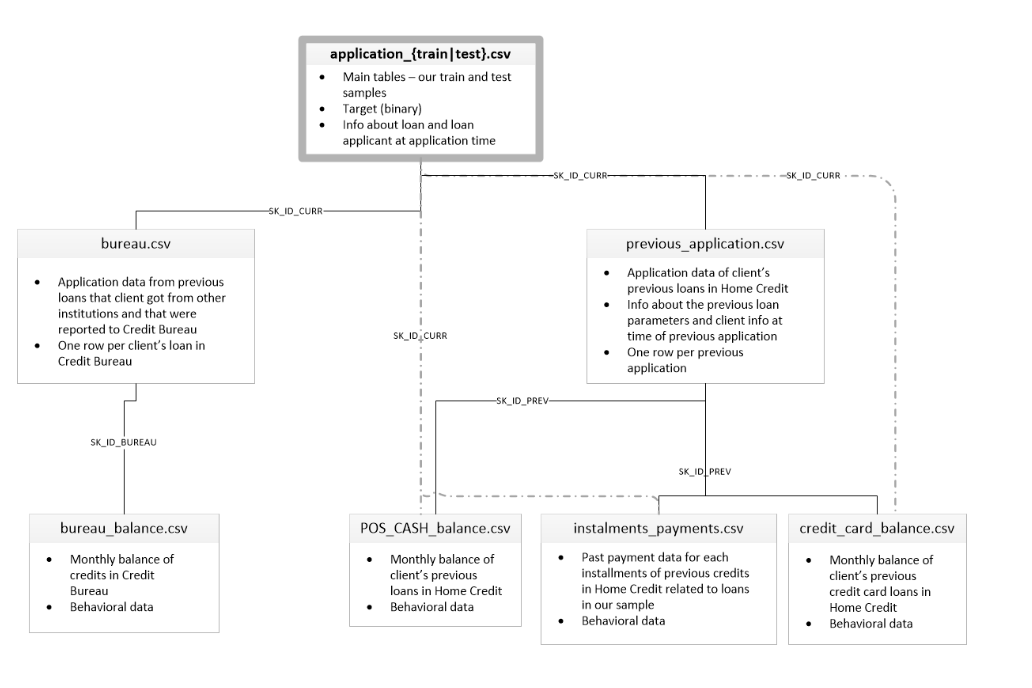 application_{train|test}.csv
• Main tables – our train and test
samples
• Target (binary)
• Info about loan and loan
applicant at application time
SK_ID_CURR
SK_ID_CURR
SK_ID_CURR
bureau.csv
• Application data from previous
loans that client got from other
institutions and that were
reported to Credit Bureau
• One row per client's loan in
Credit Bureau
previous_application.csv
• Application data of client's
previous loans in Home Credit
• Info about the previous loan
parameters and client info at
time of previous application
• One row per previous
application
SK_ID_CURR
SK_ID_PREV
SK_ID_BUREAU
SK_ID_PREV
bureau_balance.csv
• Monthly balance of
credits in Credit
Bureau
• Behavioral data
POS_CASH_balance.csv
• Monthly balance of
client's previous
loans in Home Credit
• Behavioral data
instalments_payments.csv
• Past payment data for each
installments of previous credits
in Home Credit related to loans
in our sample
• Behavioral data
credit_card_balance.csv
• Monthly balance of
client's previous
credit card loans in
Home Credit
• Behavioral data